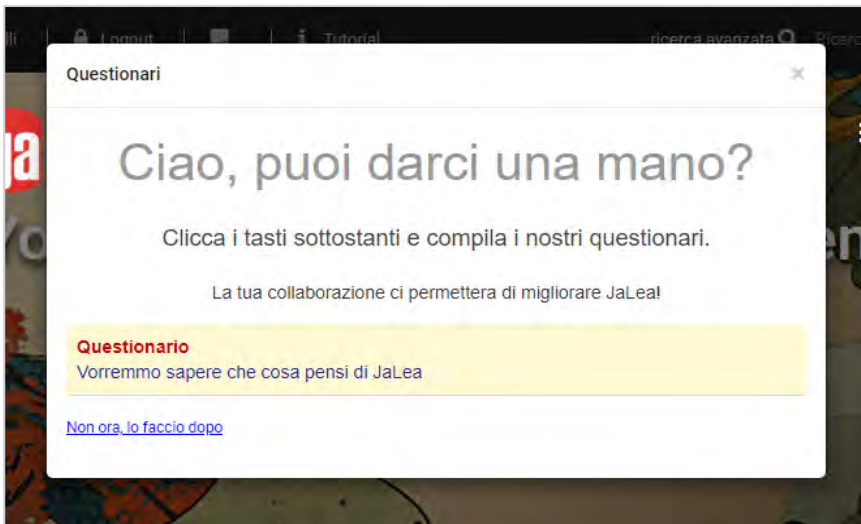 Logout
Tutorial
ricerca avanzata
Questionari
×
Ciao, puoi darci una mano?
Clicca i tasti sottostanti e compila i nostri questionari.
La tua collaborazione ci permettera di migliorare JaLea!
Questionario
Vorremmo sapere che cosa pensi di JaLea
Non ora, lo faccio dopo